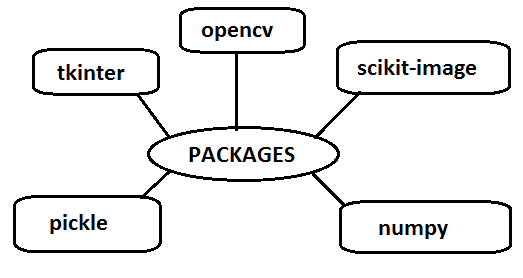 opencv
tkinter
scikit-image
PACKAGES
pickle
numpy